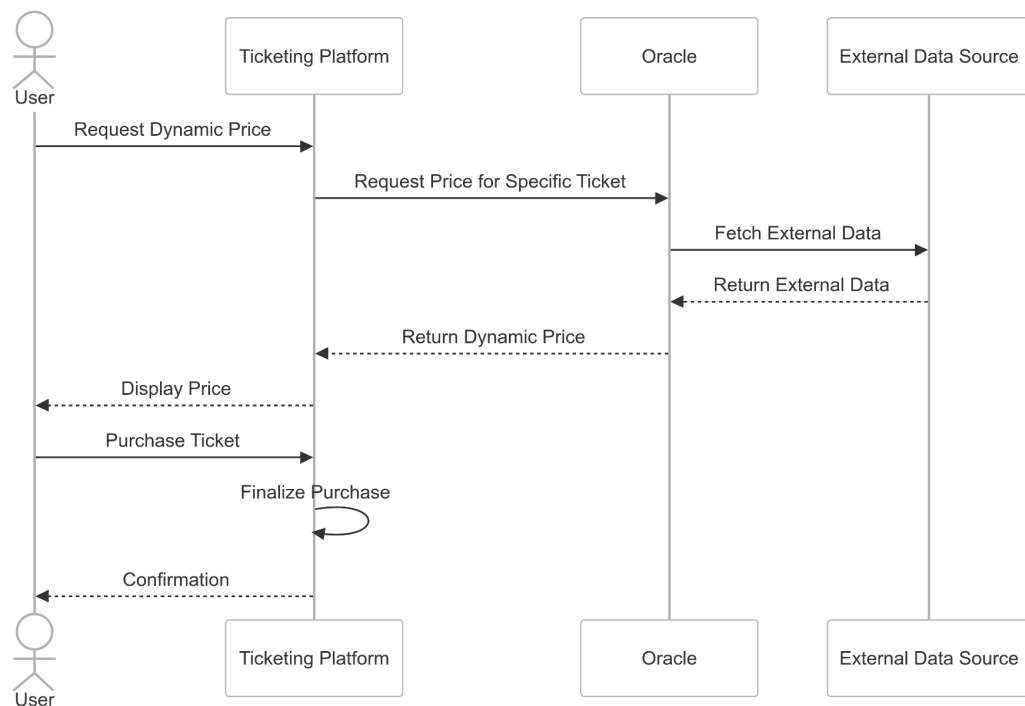 Ticketing Platform
Oracle
External Data Source
User
Request Dynamic Price
Request Price for Specific Ticket
Fetch External Data
Return External Data
Return Dynamic Price
Display Price
Purchase Ticket
Finalize Purchase
Confirmation
Ticketing Platform
Oracle
External Data Source
User